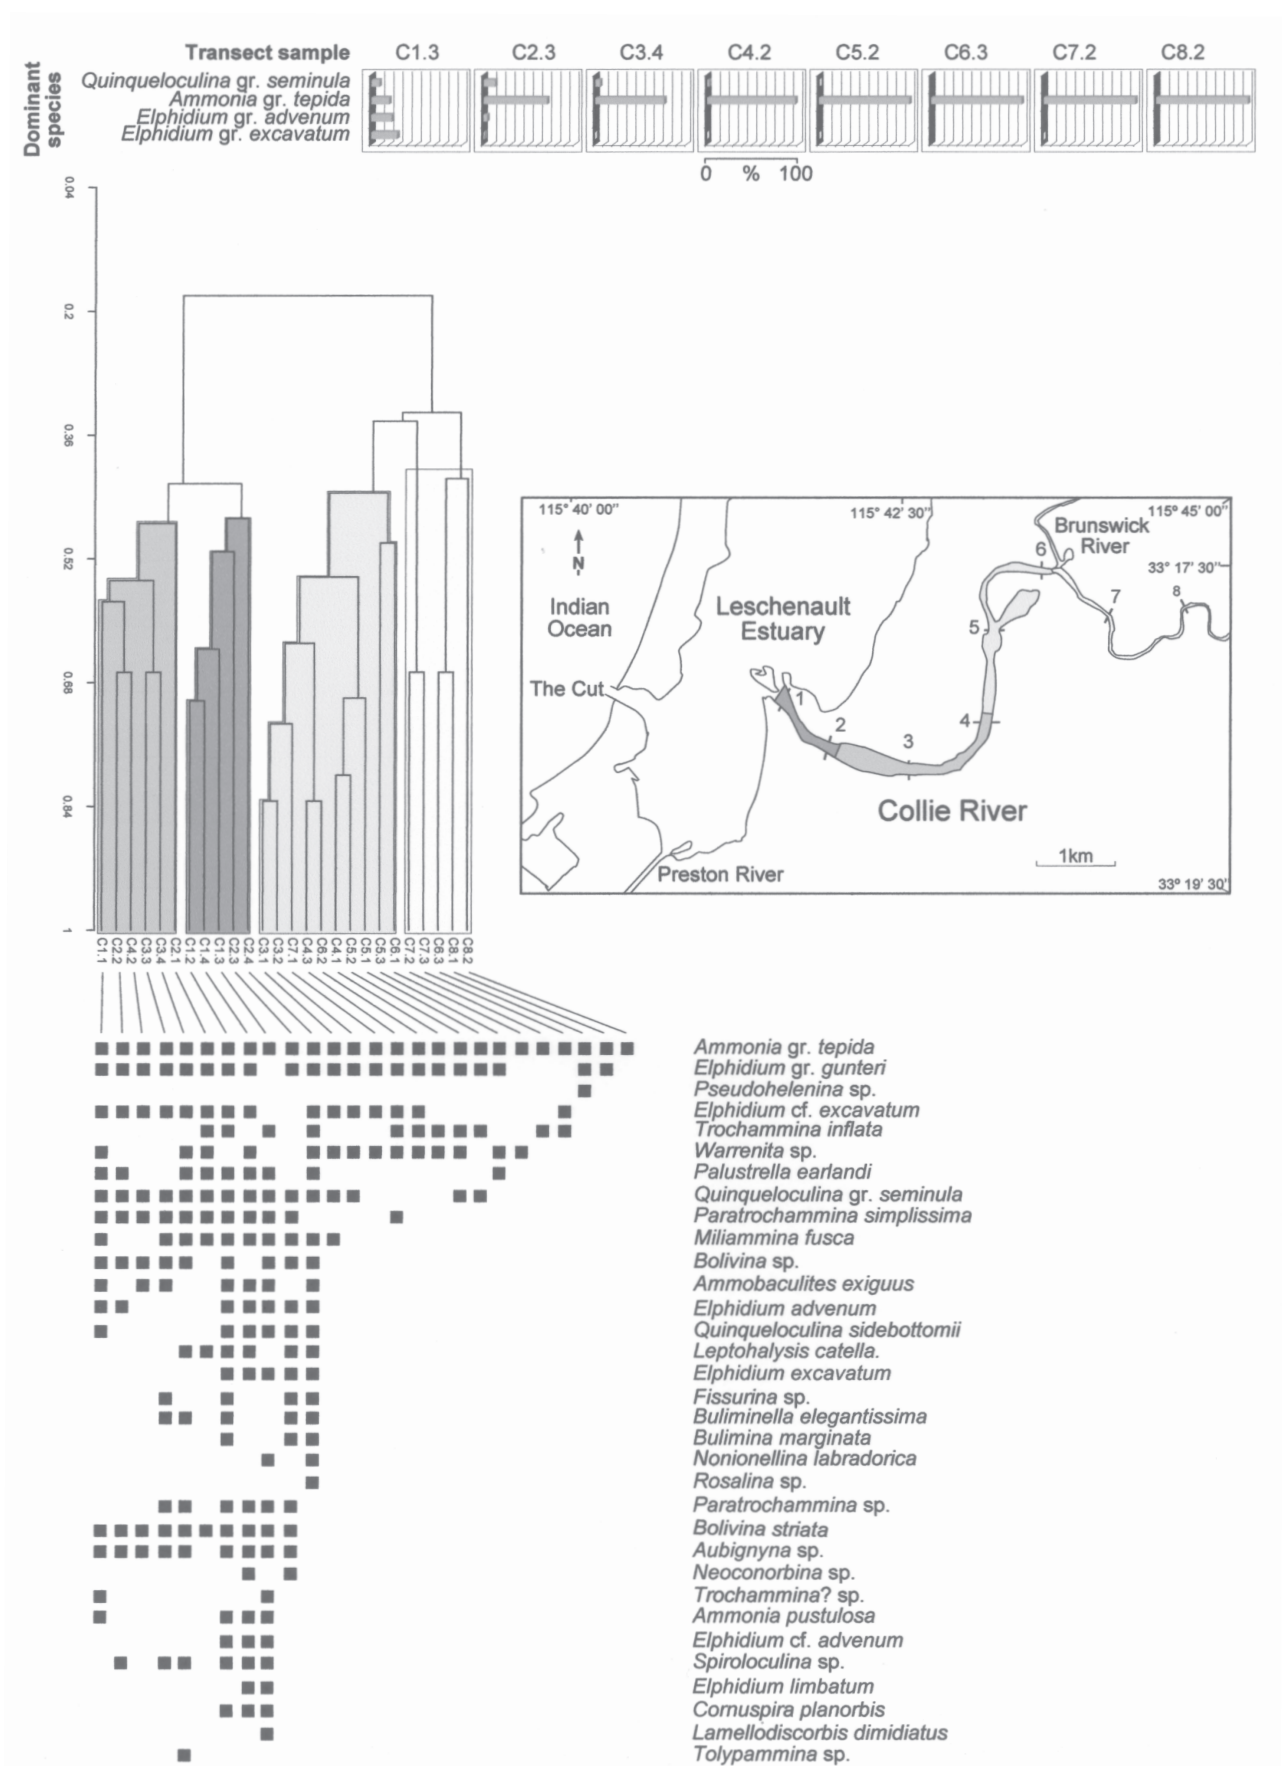 Transect sample C1.3 C2.3 C3.4 C4.2 C5.2 C6.3 C7.2 C8.2
Dominant
species
Quinqueloculina gr. seminula
Ammonia gr. tepida
Elphidium gr. advenum
Elphidium gr. excavatum
0 % 100
0.04
0.2
0.36
0.52
0.68
0.84
1
115° 40' 00" 115° 42' 30" 115° 45' 00"
Brunswick
River
N
33° 17' 30"
Indian
Ocean
Leschenault
Estuary
The Cut
1
2
3
4
5
6
7
8
Collie River
1km
Preston River
33° 19' 30'
C1.1 C2.2 C4.2 C3.3 C3.4 C2.1 C1.2 C1.4 C1.3 C2.3 C2.4 C3.1 C3.2 C7.1 C4.3 C6.2 C4.1 C5.2 C5.1 C5.3 C6.1 C7.2 C7.3 C6.3 C8.1 C8.2
Ammonia gr. tepida
Elphidium gr. gunteri
Pseudohelenina sp.
Elphidium cf. excavatum
Trochammina inflata
Warrenita sp.
Palustrella earlandi
Quinqueloculina gr. seminula
Paratrochammina simplissima
Miliammina fusca
Bolivina sp.
Ammobaculites exiguus
Elphidium advenum
Quinqueloculina sidebottomii
Leptohalysis catella.
Elphidium excavatum
Fissurina sp.
Buliminella elegantissima
Bulimina marginata
Nonionellina labradorica
Rosalina sp.
Paratrochammina sp.
Bolivina striata
Aubignyna sp.
Neoconorbina sp.
Trochammina? sp.
Ammonia pustulosa
Elphidium cf. advenum
Spiroloculina sp.
Elphidium limbatum
Cornuspira planorbis
Lamellodiscorbis dimidiatus
Tolypammina sp.